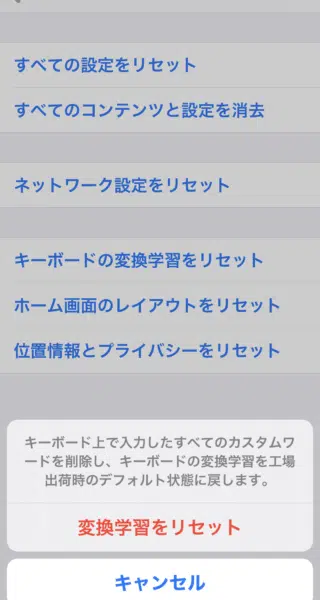 すべての設定をリセット
すべてのコンテンツと設定を消去
ネットワーク設定をリセット
キーボードの変換学習をリセット
ホーム画面のレイアウトをリセット
位置情報とプライバシーをリセット
キーボード上で入力したすべてのカスタムワ
ードを削除し、キーボードの変換学習を工場
出荷時のデフォルト状態に戻します。
変換学習をリセット
キャンセル